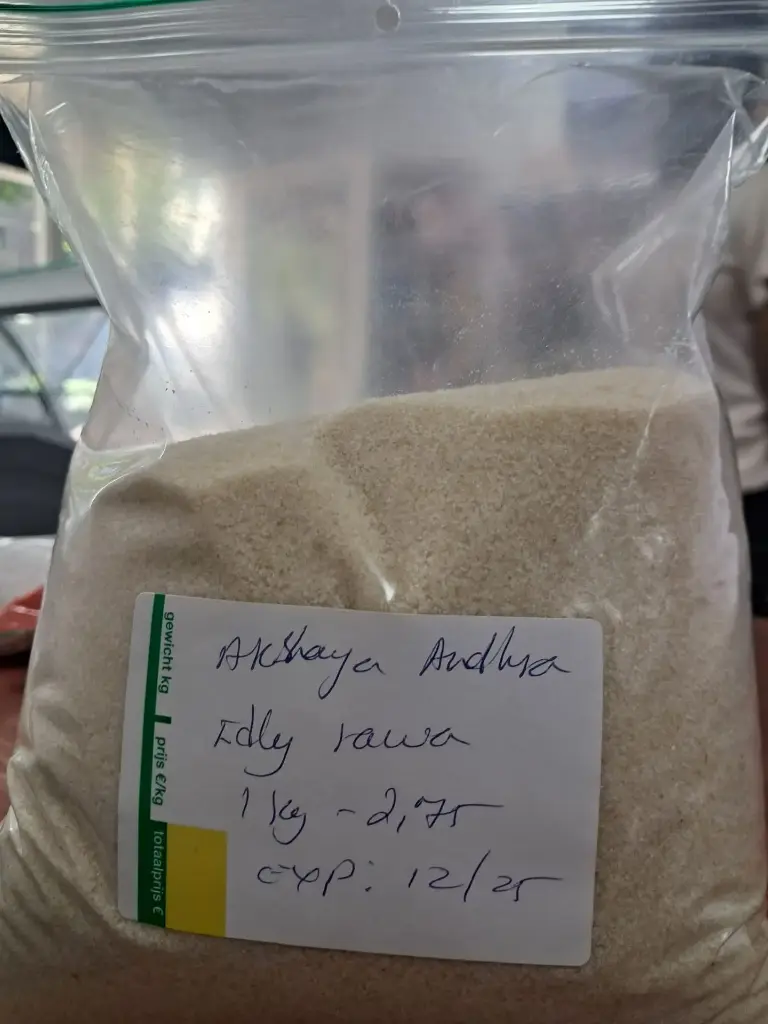 Akshaya Andhra
Idly rawa
1 kg - 2,75
EXP: 12/25
gewicht kg
prijs €/kg
totaalprijs €